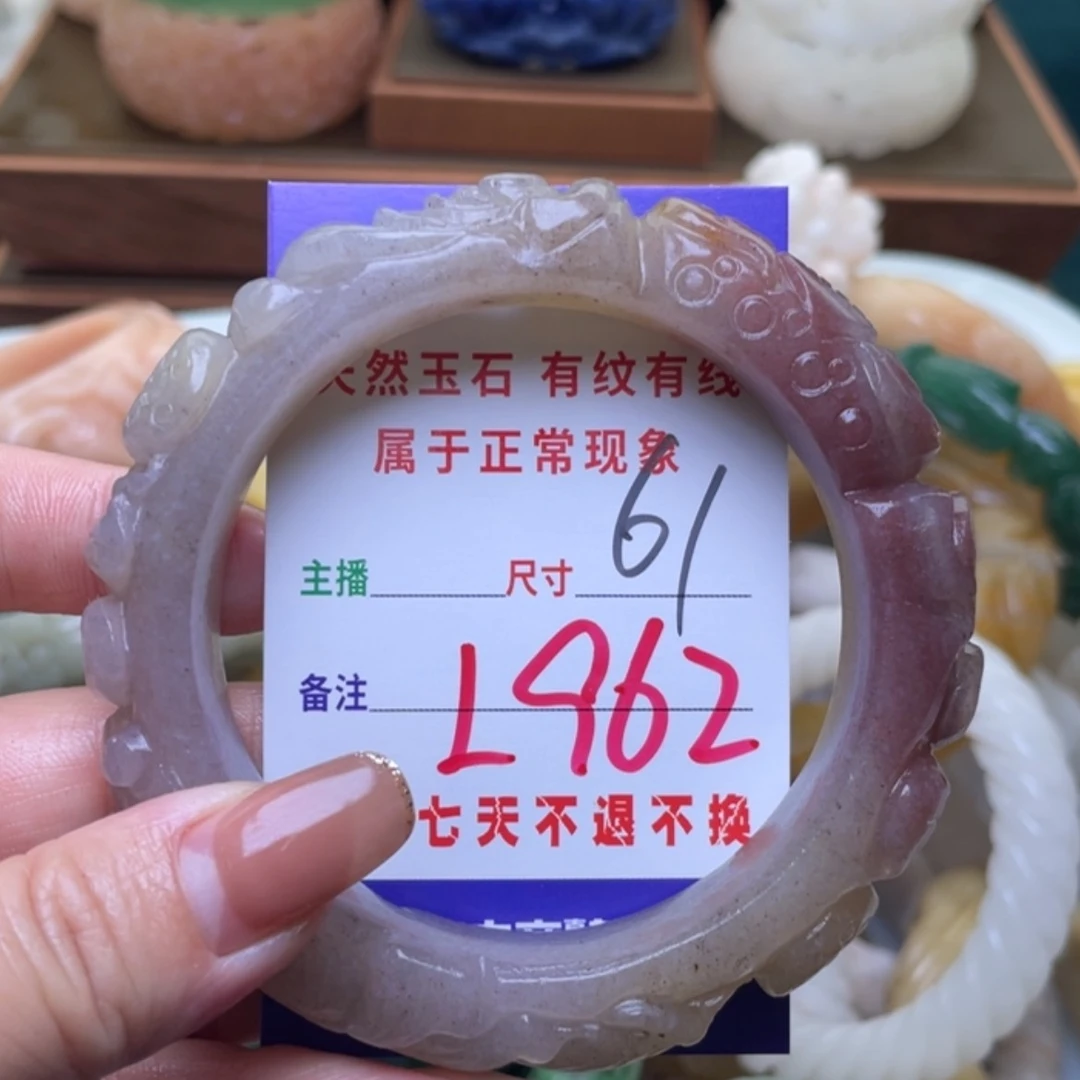 天然玉石 有纹有线
属于正常现象
主播 尺寸 61
备注 L962
七天不退不换